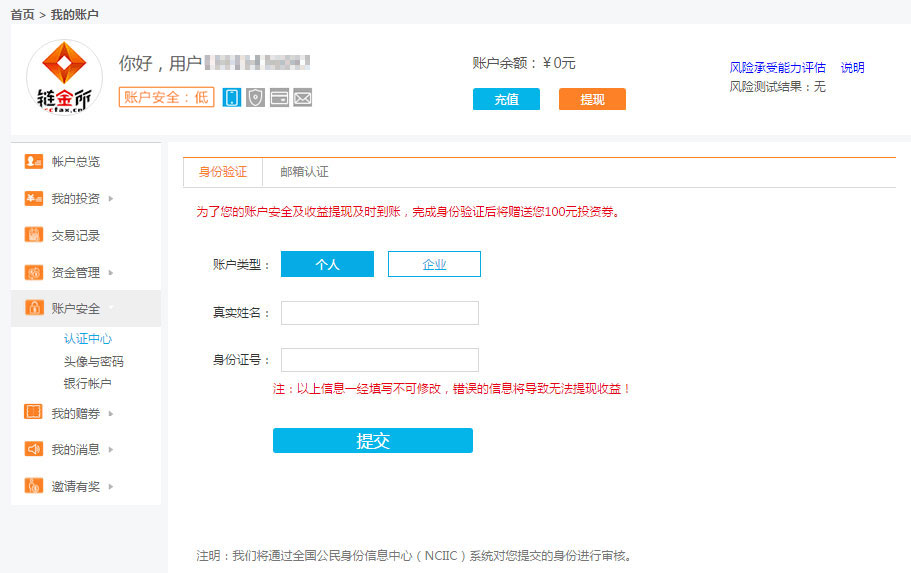 首页 > 我的账户
链金所
cctax.cn
你好，用户
账户安全：低
账户余额：¥0元
充值
提现
风险承受能力评估 说明
风险测试结果：无
帐户总览
我的投资
交易记录
资金管理
账户安全
认证中心
头像与密码
银行帐户
我的赠券
我的消息
邀请有奖
身份验证 邮箱认证
为了您的账户安全及收益提现及时到账，完成身份验证后将赠送您100元投资券。
账户类型： 个人 企业
真实姓名：
身份证号：
注：以上信息一经填写不可修改，错误的信息将导致无法提现收益！
提交
注明：我们将通过全国公民身份信息中心（NCIIC）系统对您提交的身份进行审核。